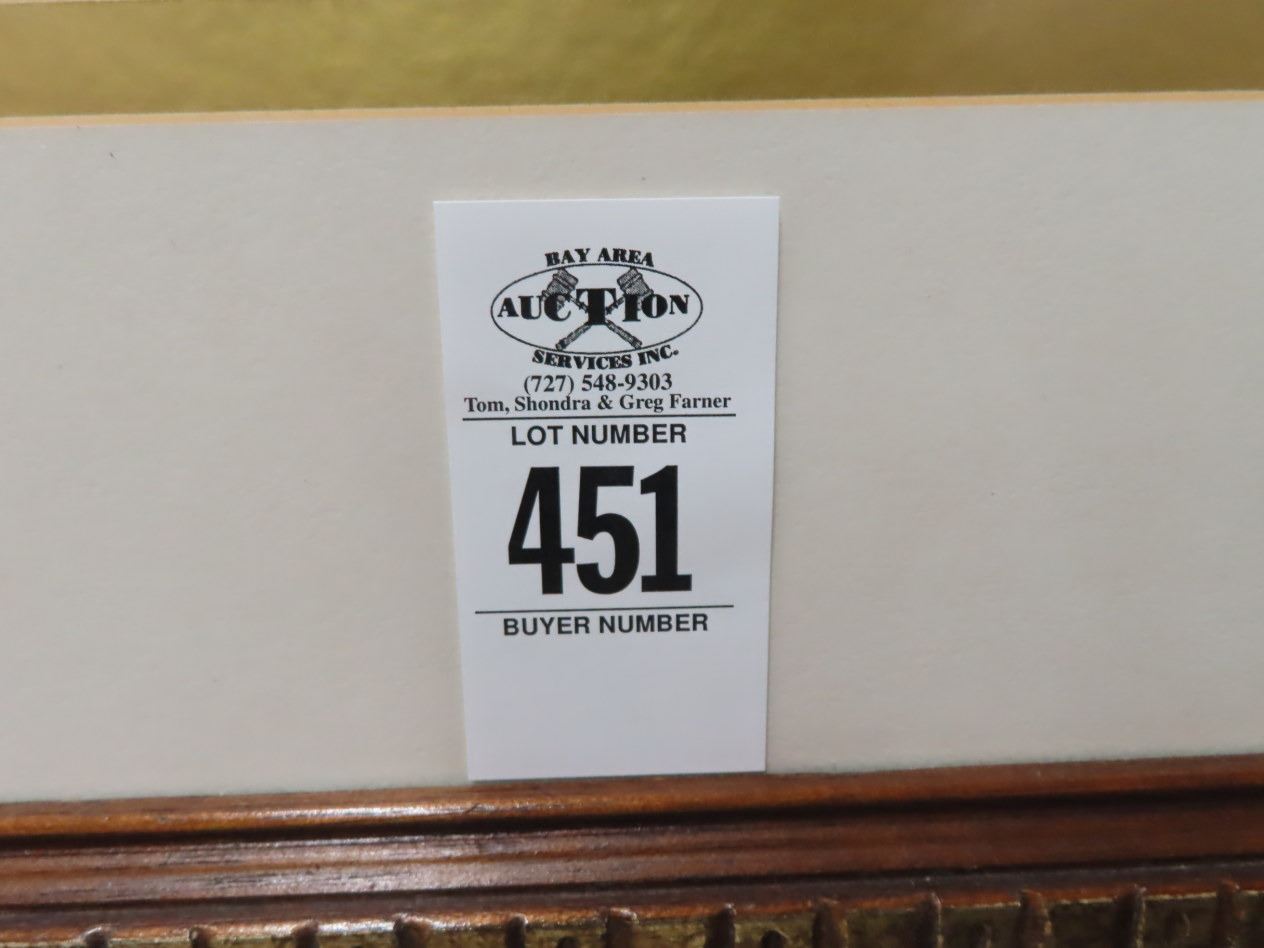 BAY AREA
AUCTION
SERVICES INC.
(727) 548-9303
Tom, Shondra & Greg Farner
LOT NUMBER
451
BUYER NUMBER